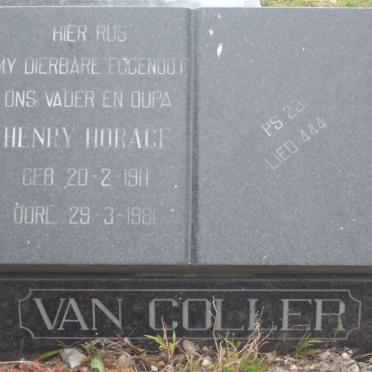 HIER RUS
MY DIERBARE EGGENOOT
ONS VADER EN OUPA
HENRY HORACE
GEB. 20-2-1911
OORL. 29-3-1981
PS 23
LIED 444
VAN COLLER